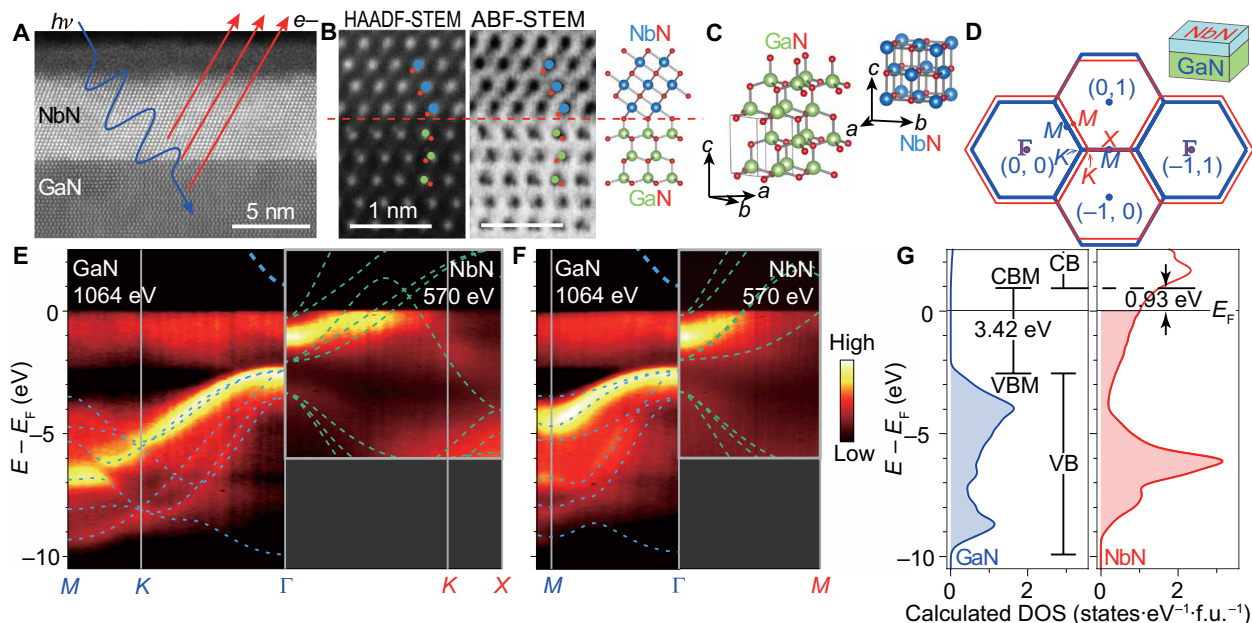 A
hν
e–
NbN
GaN
5 nm
B
HAADF-STEM
ABF-STEM
1 nm
NbN
GaN
C
GaN
c
a
b
c
a
b
NbN
D
NbN
GaN
(0,1)
M
M
Γ
K
X
M
Γ
(0, 0)
K
(−1,1)
(−1, 0)
E
GaN
1064 eV
NbN
570 eV
E − EF (eV)
0
−5
−10
M
K
Γ
K
X
F
GaN
1064 eV
NbN
570 eV
M
Γ
M
High
Low
G
CBM
CB
0.93 eV
EF
3.42 eV
VBM
VB
E − EF (eV)
0
−5
−10
GaN
NbN
0
2
0
2
Calculated DOS (states·eV⁻¹·f.u.⁻¹)